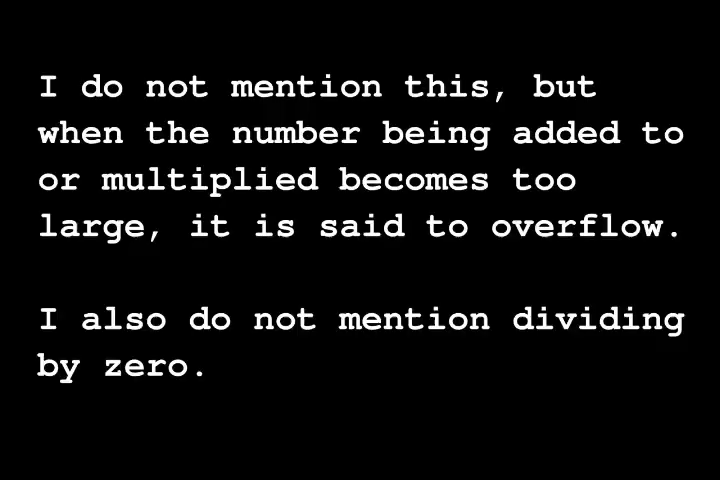 I do not mention this, but
when the number being added to
or multiplied becomes too
large, it is said to overflow.
I also do not mention dividing
by zero.